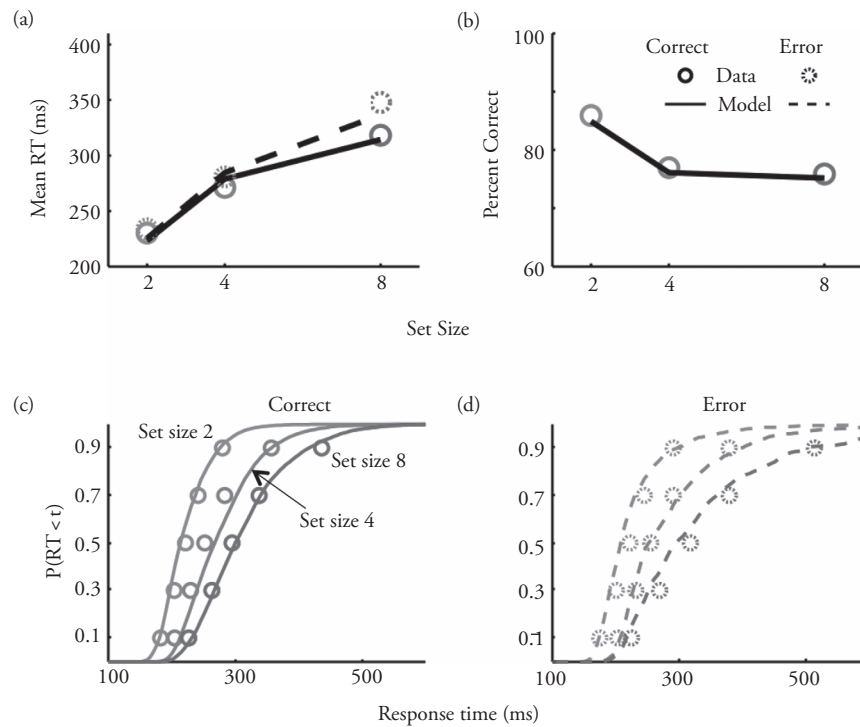 (a)
400
350
300
250
200
Mean RT (ms)
2 4 8
(b)
100
80
60
Percent Correct
Correct Error
Data
Model
2 4 8
Set Size
(c)
Correct
0.9
0.7
0.5
0.3
0.1
P(RT < t)
Set size 2
Set size 8
Set size 4
100 300 500
(d)
Error
0.9
0.7
0.5
0.3
0.1
100 300 500
Response time (ms)